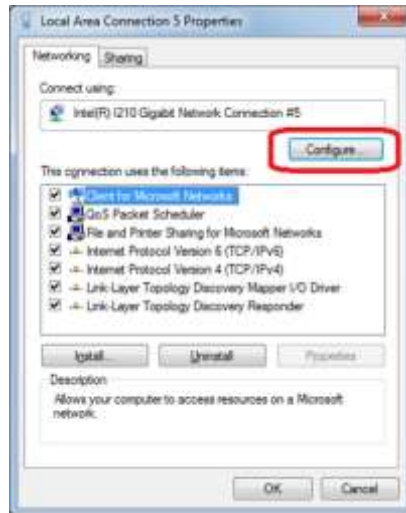 Local Area Connection 5 Properties
Networking Sharing
Connect using:
Intel(R) I210 Gigabit Network Connection #5
Configure...
This connection uses the following items:
Client for Microsoft Networks
QoS Packet Scheduler
File and Printer Sharing for Microsoft Networks
Internet Protocol Version 6 (TCP/IPv6)
Internet Protocol Version 4 (TCP/IPv4)
Link-Layer Topology Discovery Mapper I/O Driver
Link-Layer Topology Discovery Responder
Install... Uninstall Properties
Description
Allows your computer to access resources on a Microsoft
network.
OK Cancel